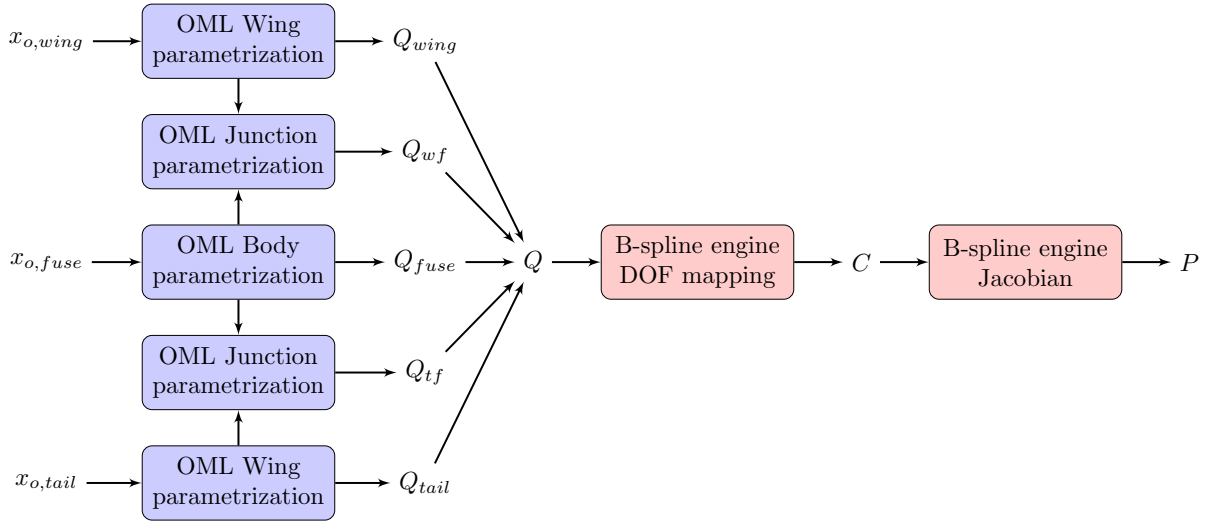 x_{o,wing}
OML Wing
parametrization
Q_{wing}
OML Junction
parametrization
Q_{wf}
x_{o,fuse}
OML Body
parametrization
Q_{fuse}
Q
B-spline engine
DOF mapping
C
B-spline engine
Jacobian
P
OML Junction
parametrization
Q_{tf}
x_{o,tail}
OML Wing
parametrization
Q_{tail}